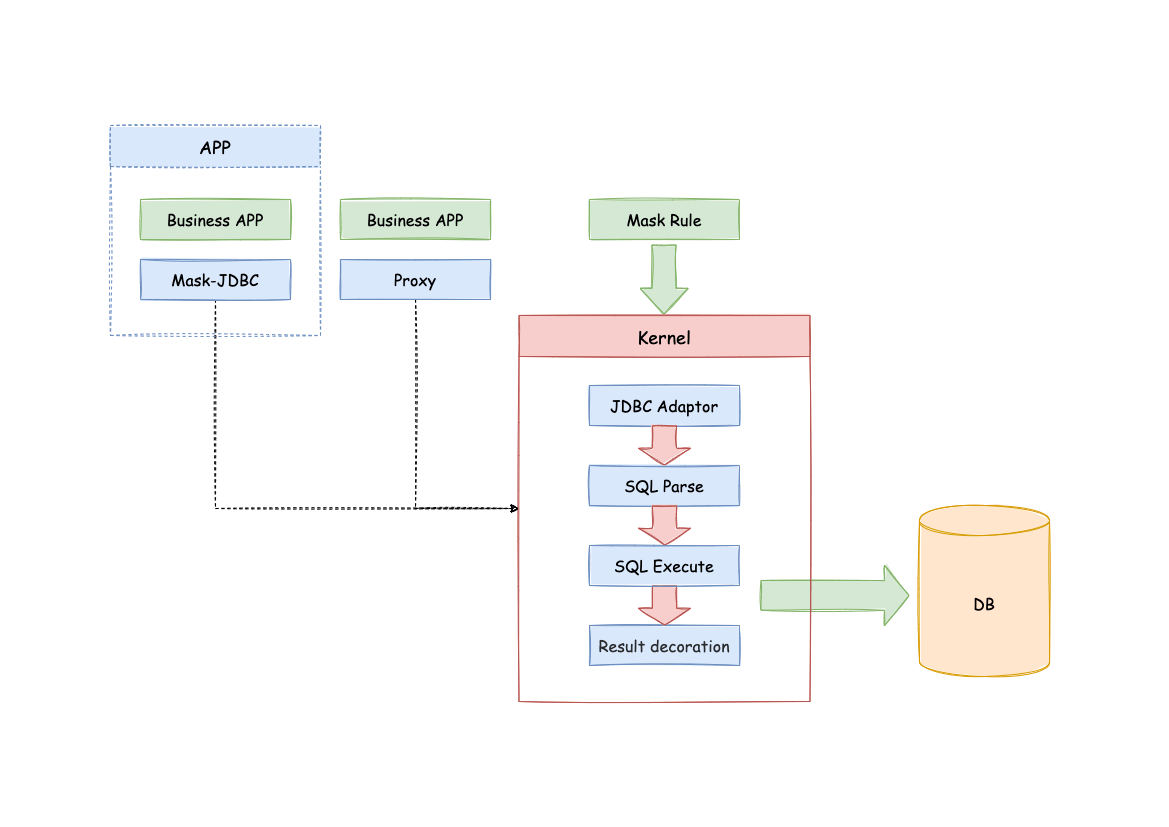 APP
Business APP
Mask-JDBC
Business APP
Proxy
Mask Rule
Kernel
JDBC Adaptor
SQL Parse
SQL Execute
Result decoration
DB